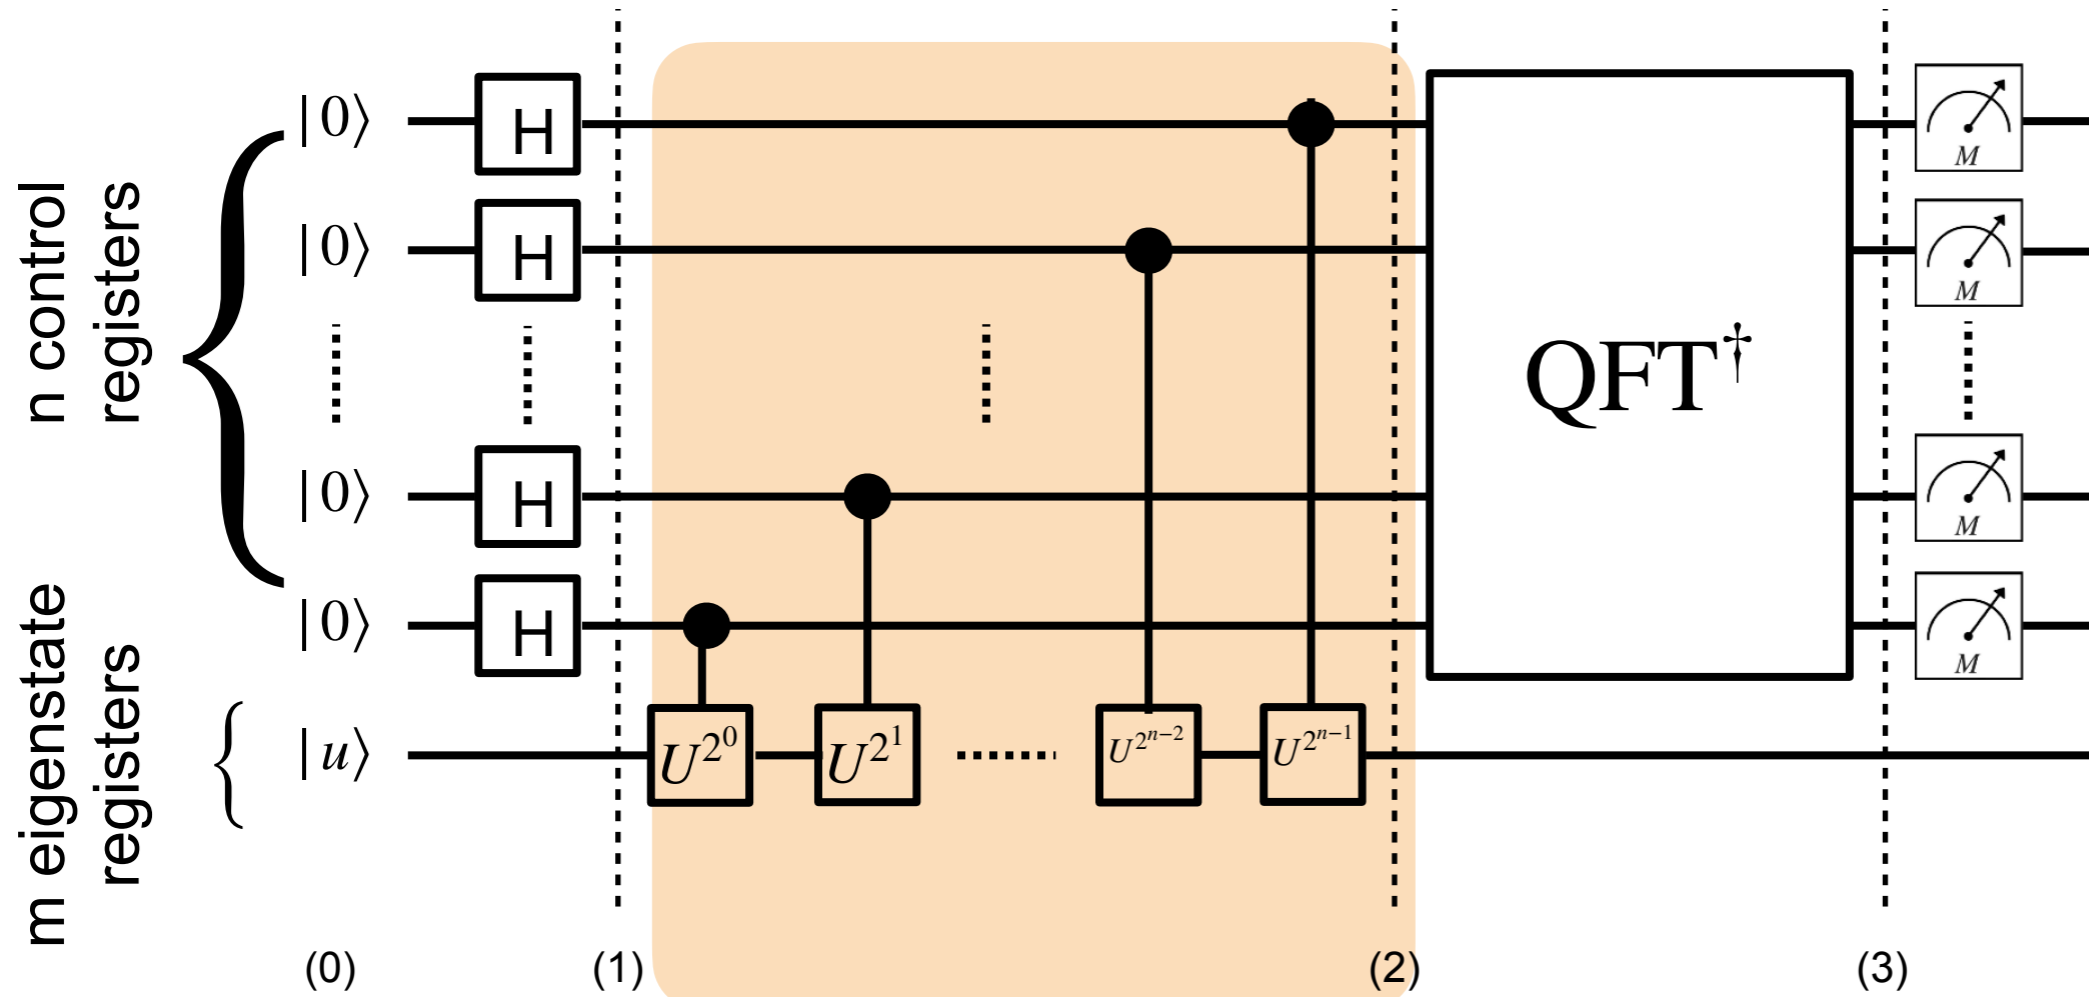 n control
registers
m eigenstate
registers
|0⟩ H M
|0⟩ H M
|0⟩ H M
|0⟩ H M
QFT†
|u⟩ U^{2^0} U^{2^1} U^{2^{n−2}} U^{2^{n−1}}
(0) (1) (2) (3)